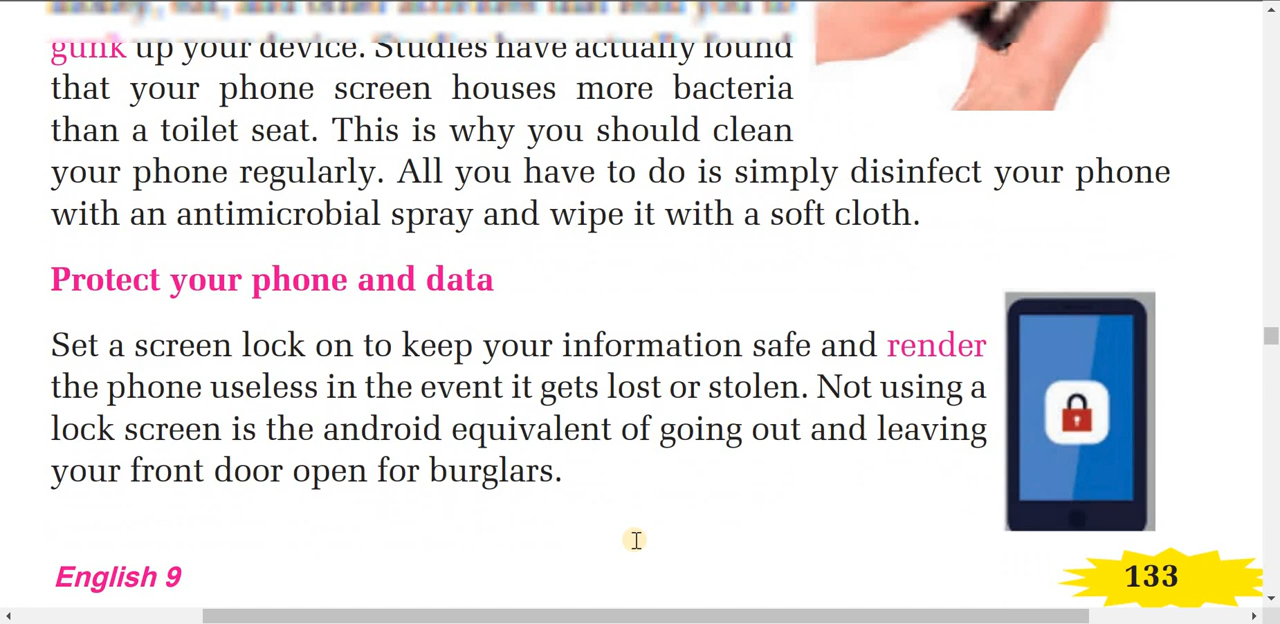 gunk up your device. Studies have actually found
that your phone screen houses more bacteria
than a toilet seat. This is why you should clean
your phone regularly. All you have to do is simply disinfect your phone
with an antimicrobial spray and wipe it with a soft cloth.
Protect your phone and data
Set a screen lock on to keep your information safe and render
the phone useless in the event it gets lost or stolen. Not using a
lock screen is the android equivalent of going out and leaving
your front door open for burglars.
English 9
133